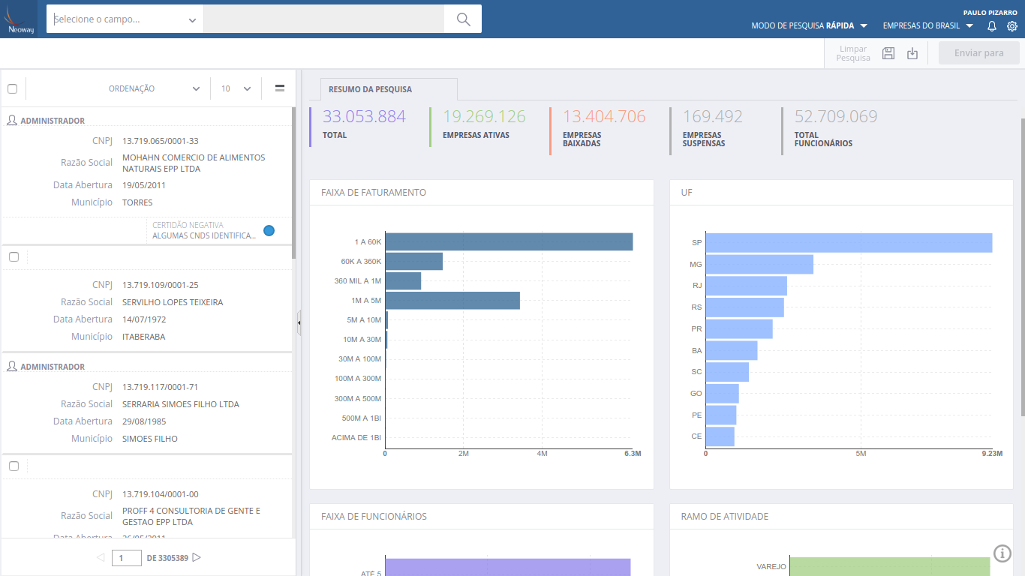 Neoway
Selecione o campo...
PAULO PIZARRO
MODO DE PESQUISA RÁPIDA
EMPRESAS DO BRASIL
Limpar
Pesquisa
Enviar para
ORDENAÇÃO
10
ADMINISTRADOR
CNPJ 13.719.065/0001-33
Razão Social MOHAHN COMERCIO DE ALIMENTOS
NATURAIS EPP LTDA
Data Abertura 19/05/2011
Município TORRES
CERTIDÃO NEGATIVA
ALGUMAS CNDS IDENTIFICA...
CNPJ 13.719.109/0001-25
Razão Social SERVILHO LOPES TEIXEIRA
Data Abertura 14/07/1972
Município ITABERABA
ADMINISTRADOR
CNPJ 13.719.117/0001-71
Razão Social SERRARIA SIMOES FILHO LTDA
Data Abertura 29/08/1985
Município SIMOES FILHO
CNPJ 13.719.104/0001-00
Razão Social PROFF 4 CONSULTORIA DE GENTE E
GESTAO EPP LTDA
Data Abertura 26/05/2011
1 DE 3305389
RESUMO DA PESQUISA
33.053.884
TOTAL
19.269.126
EMPRESAS ATIVAS
13.404.706
EMPRESAS
BAIXADAS
169.492
EMPRESAS
SUSPENSAS
52.709.069
TOTAL
FUNCIONÁRIOS
FAIXA DE FATURAMENTO
1 A 60K
60K A 360K
360 MIL A 1M
1M A 5M
5M A 10M
10M A 30M
30M A 100M
100M A 300M
300M A 500M
500M A 1BI
ACIMA DE 1BI
0 2M 4M 6.3M
UF
SP
MG
RJ
RS
PR
BA
SC
GO
PE
CE
0 5M 9.23M
FAIXA DE FUNCIONÁRIOS
ATÉ 5
RAMO DE ATIVIDADE
VAREJO